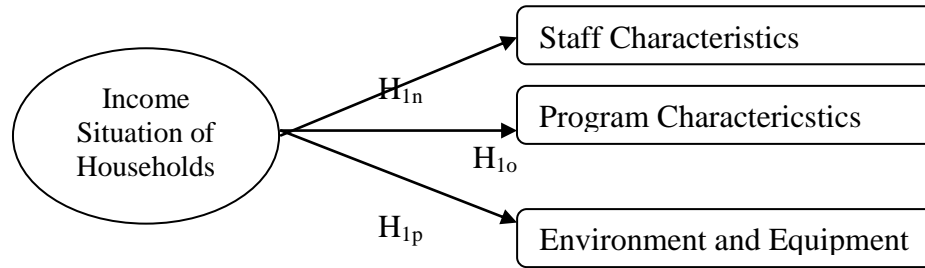 Income
Situation of
Households
H1n
H1o
H1p
Staff Characteristics
Program Charactericstics
Environment and Equipment